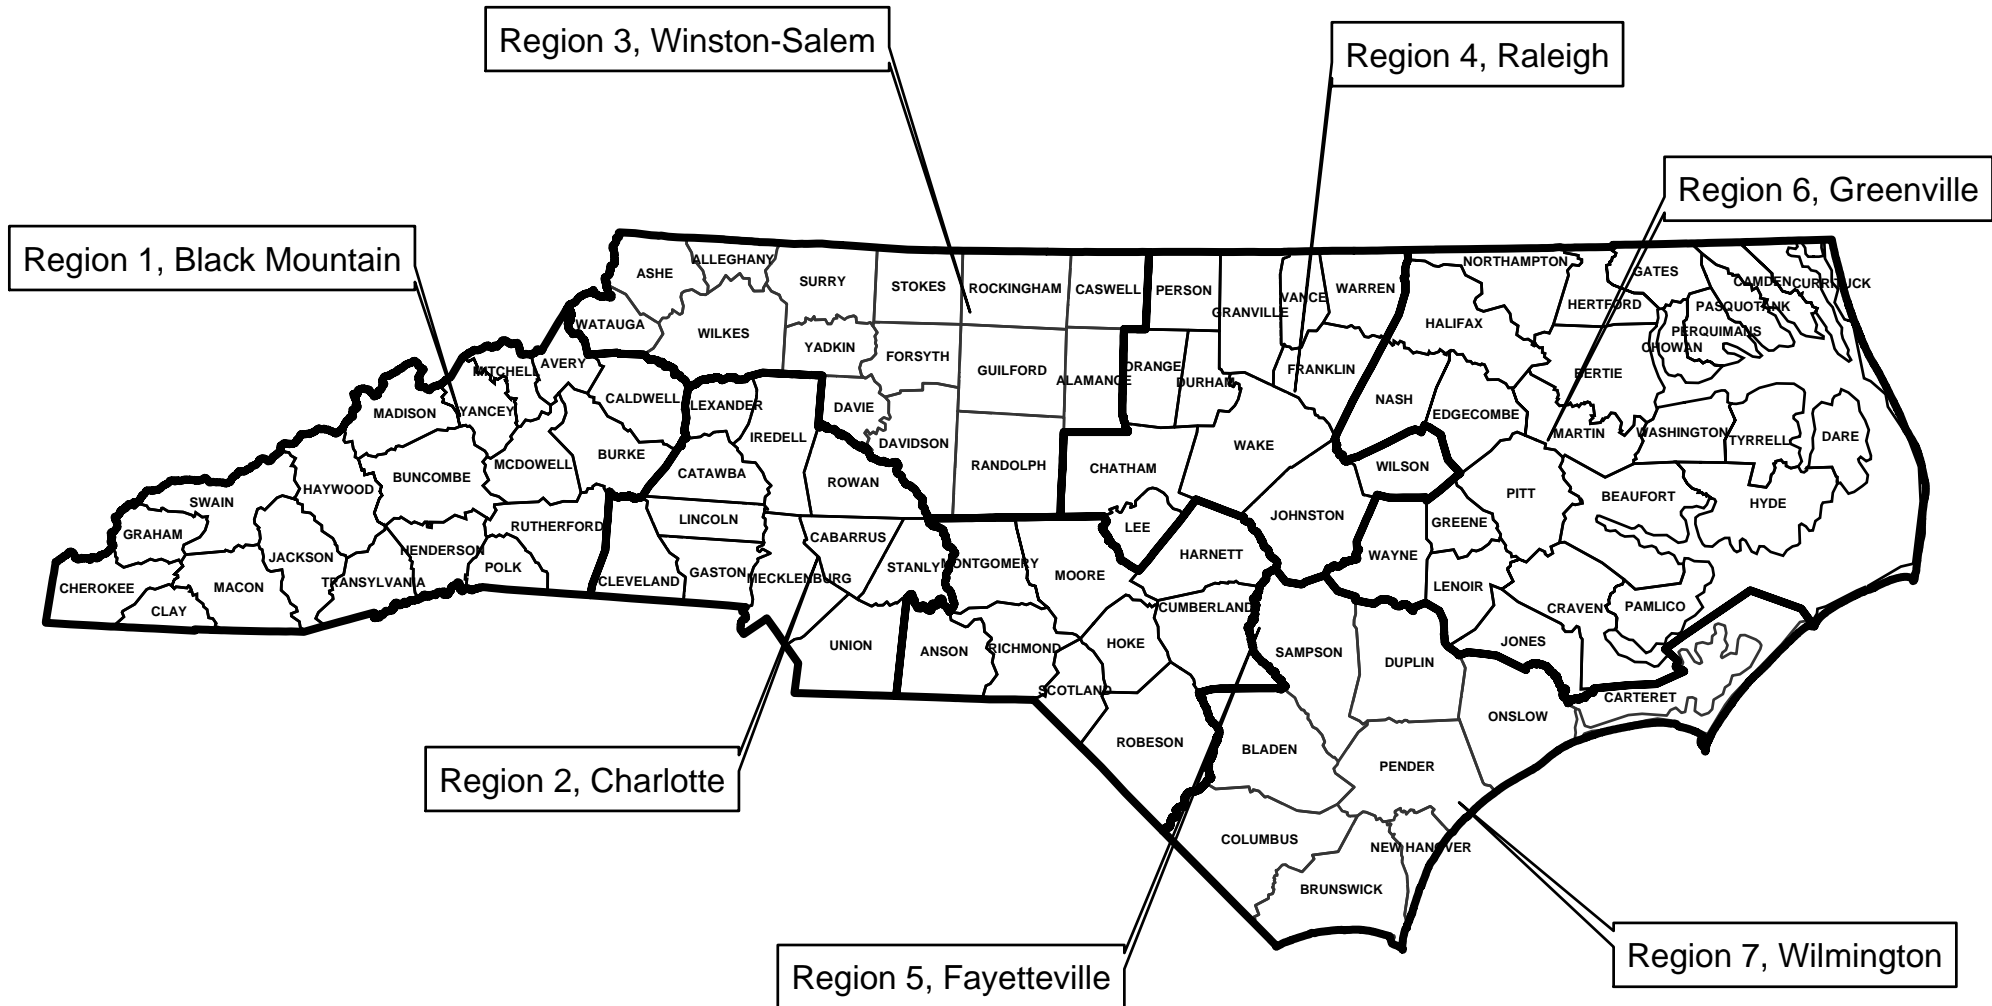 Region 3, Winston-Salem
Region 4, Raleigh
Region 6, Greenville
Region 1, Black Mountain
ASHE
ALLEGHANY
SURRY
STOKES
ROCKINGHAM
CASWELL
PERSON
GRANVILLE
VANCE
WARREN
NORTHAMPTON
GATES
CAMDEN
CURRITUCK
HERTFORD
PASQUOTANK
PERQUIMANS
CHOWAN
HALIFAX
WATAUGA
WILKES
YADKIN
FORSYTH
GUILFORD
ALAMANCE
ORANGE
DURHAM
FRANKLIN
NASH
EDGECOMBE
BERTIE
MITCHELL
AVERY
CALDWELL
ALEXANDER
IREDELL
DAVIE
DAVIDSON
RANDOLPH
CHATHAM
WAKE
WILSON
MARTIN
WASHINGTON
TYRRELL
DARE
MADISON
YANCEY
BUNCOMBE
MCDOWELL
BURKE
CATAWBA
ROWAN
PITT
BEAUFORT
HYDE
SWAIN
HAYWOOD
RUTHERFORD
LINCOLN
CABARRUS
LEE
JOHNSTON
GREENE
GRAHAM
JACKSON
HENDERSON
POLK
CLEVELAND
GASTON
MECKLENBURG
STANLY
MONTGOMERY
MOORE
HARNETT
WAYNE
LENOIR
CHEROKEE
CLAY
MACON
TRANSYLVANIA
CUMBERLAND
CRAVEN
PAMLICO
JONES
UNION
ANSON
RICHMOND
HOKE
SAMPSON
DUPLIN
SCOTLAND
ONSLOW
CARTERET
ROBESON
BLADEN
PENDER
Region 2, Charlotte
COLUMBUS
NEW HANOVER
BRUNSWICK
Region 5, Fayetteville
Region 7, Wilmington